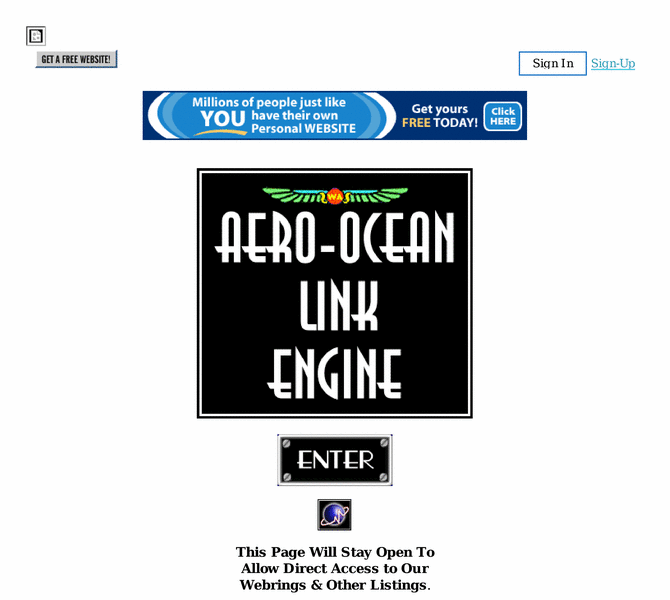 GET A FREE WEBSITE!
Sign In Sign-Up
Millions of people just like
YOU have their own
Personal WEBSITE
Get yours
FREE TODAY!
Click
HERE
WA
AERO-OCEAN
LINK
ENGINE
ENTER
This Page Will Stay Open To
Allow Direct Access to Our
Webrings & Other Listings.